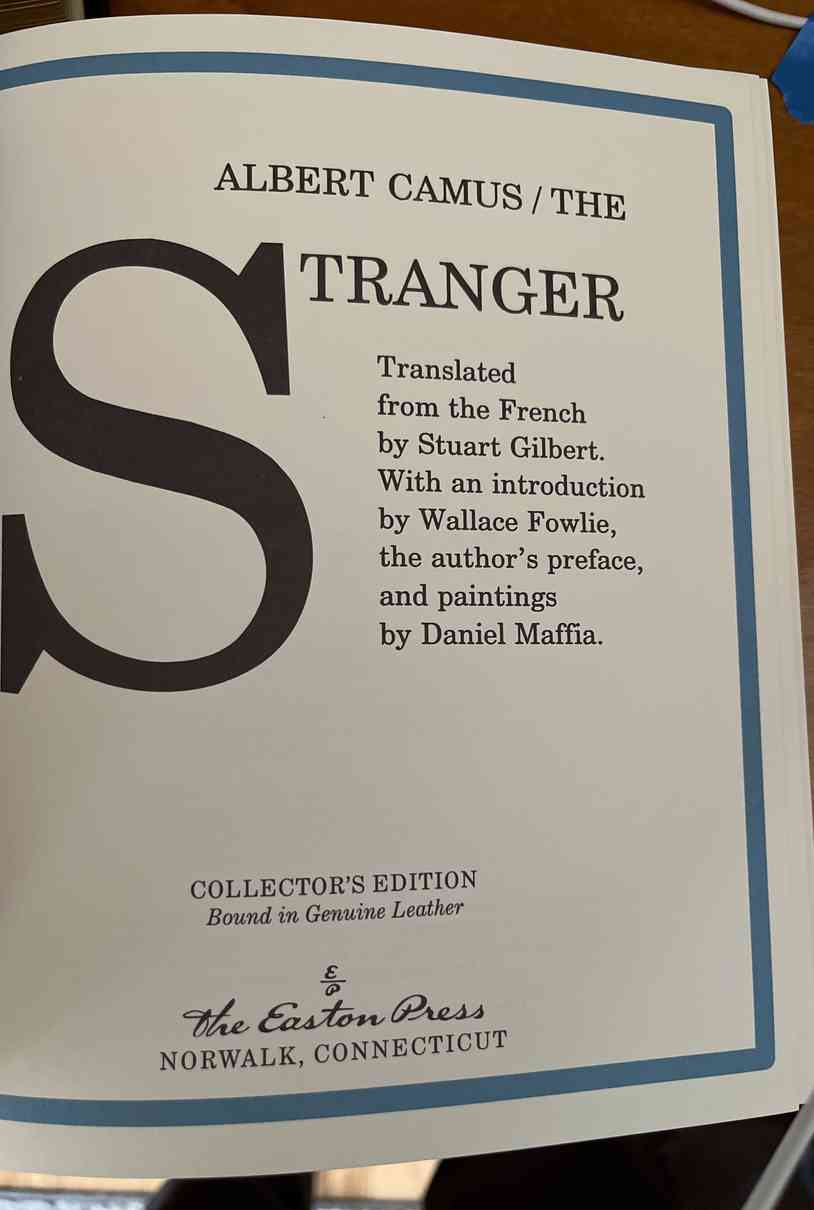 ALBERT CAMUS / THE
STRANGER
Translated
from the French
by Stuart Gilbert.
With an introduction
by Wallace Fowlie,
the author's preface,
and paintings
by Daniel Maffia.
COLLECTOR'S EDITION
Bound in Genuine Leather
E
P
The Easton Press
NORWALK, CONNECTICUT